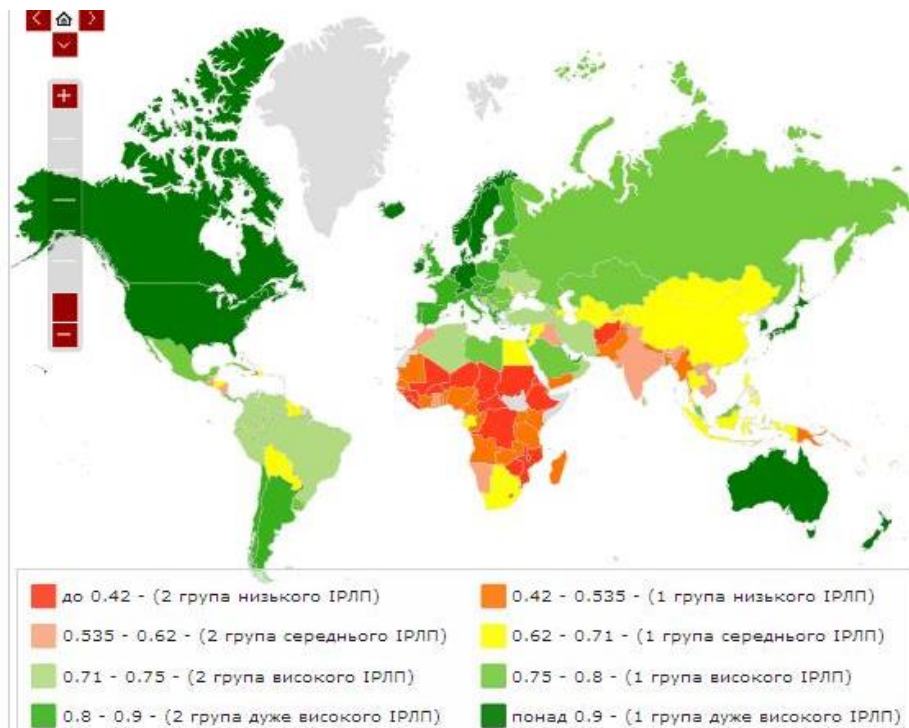 до 0.42 - (2 група низького ІРЛП)
0.42 - 0.535 - (1 група низького ІРЛП)
0.535 - 0.62 - (2 група середнього ІРЛП)
0.62 - 0.71 - (1 група середнього ІРЛП)
0.71 - 0.75 - (2 група високого ІРЛП)
0.75 - 0.8 - (1 група високого ІРЛП)
0.8 - 0.9 - (2 група дуже високого ІРЛП)
понад 0.9 - (1 група дуже високого ІРЛП)